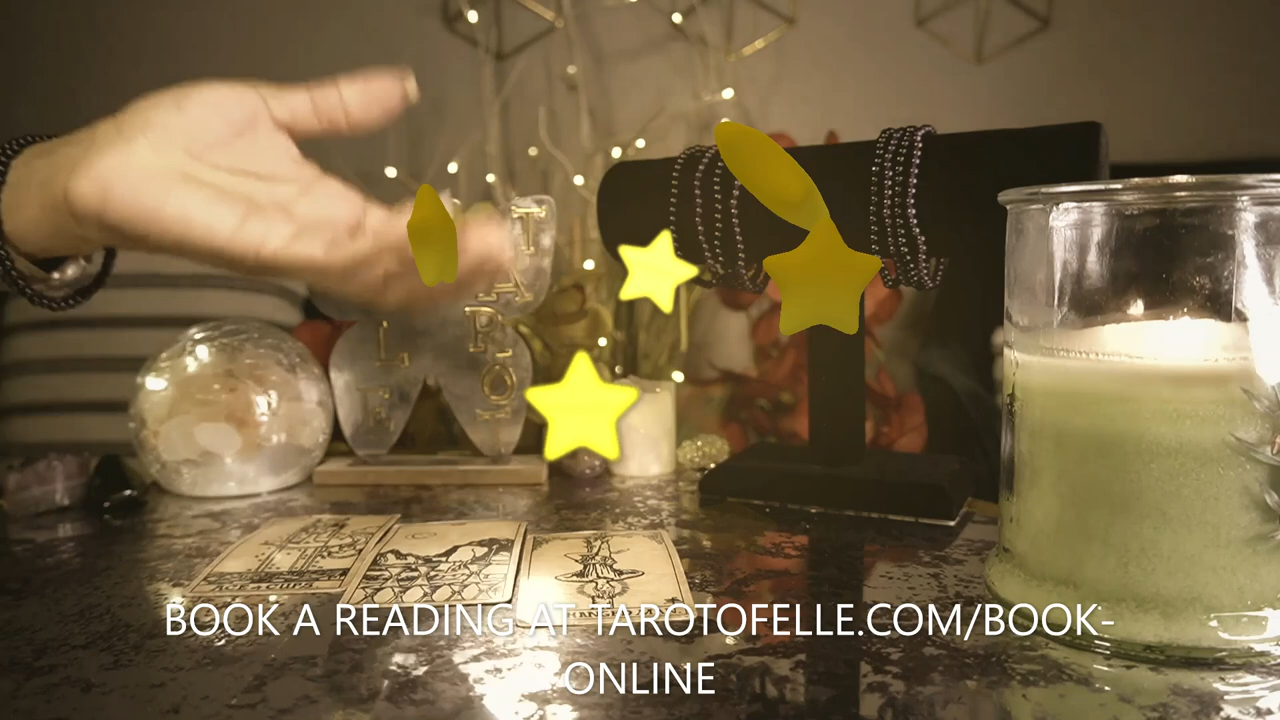 T
A
L P
E O
BOOK A READING AT TAROTOFELLE.COM/BOOK-
ONLINE